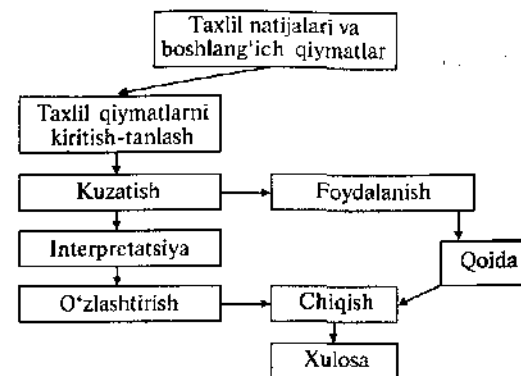 Taxlil natijalari va
boshlang‘ich qiymatlar
Taxlil qiymatlarni
kiritish-tanlash
Kuzatish
Foydalanish
Interpretatsiya
Qoida
O‘zlashtirish
Chiqish
Xulosa